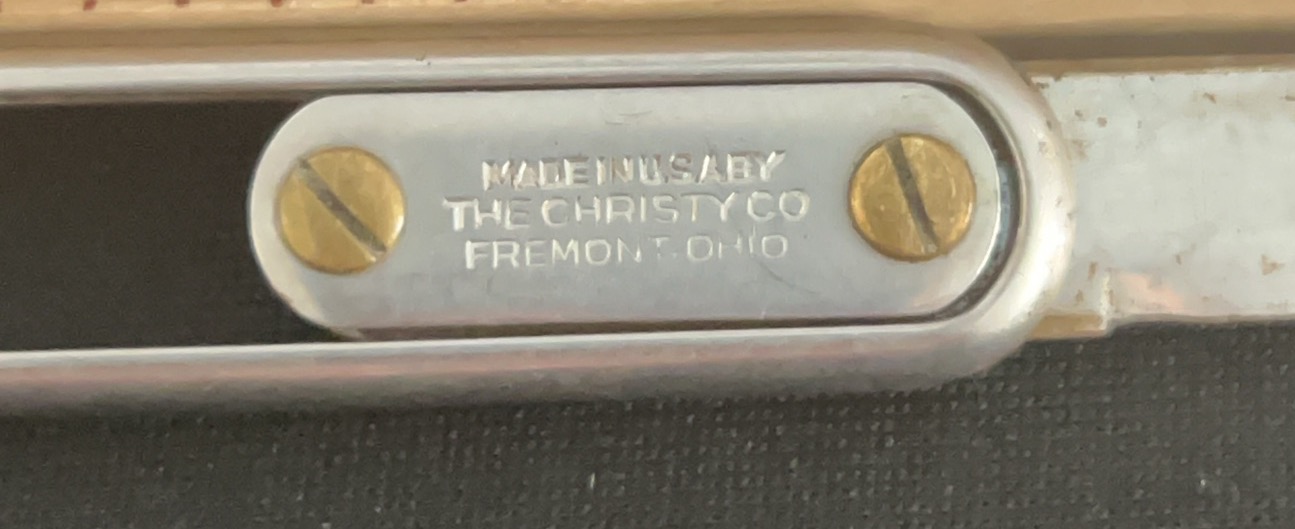 MADE IN U.S.A BY
THE CHRISTY CO
FREMONT. OHIO